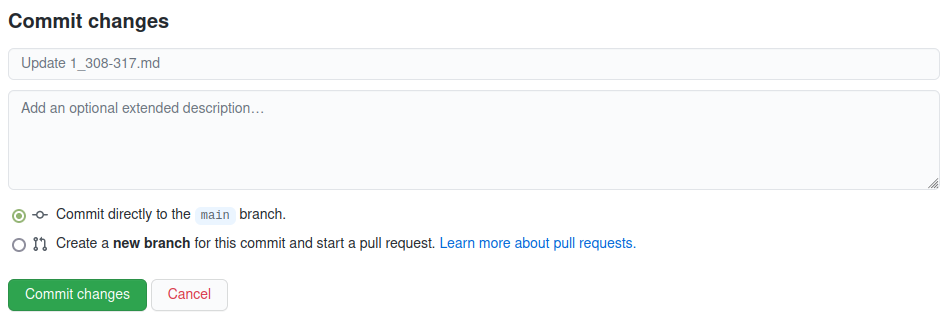 Commit changes
Update 1_308-317.md
Add an optional extended description…
Commit directly to the main branch.
Create a new branch for this commit and start a pull request. Learn more about pull requests.
Commit changes Cancel